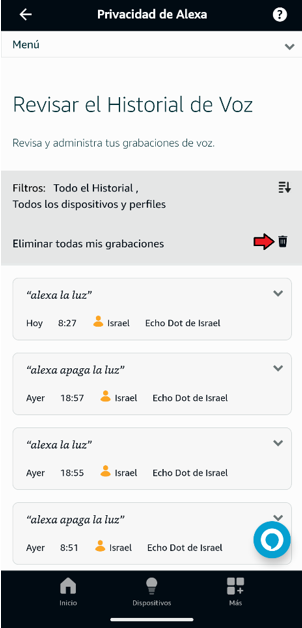 Privacidad de Alexa
?
Menú
Revisar el Historial de Voz
Revisa y administra tus grabaciones de voz.
Filtros: Todo el Historial ,
Todos los dispositivos y perfiles
Eliminar todas mis grabaciones
“alexa la luz”
Hoy 8:27 Israel Echo Dot de Israel
“alexa apaga la luz”
Ayer 18:57 Israel Echo Dot de Israel
“alexa la luz”
Ayer 18:55 Israel Echo Dot de Israel
“alexa apaga la luz”
Ayer 8:51 Israel Echo Dot de Israel
Inicio Dispositivos Más